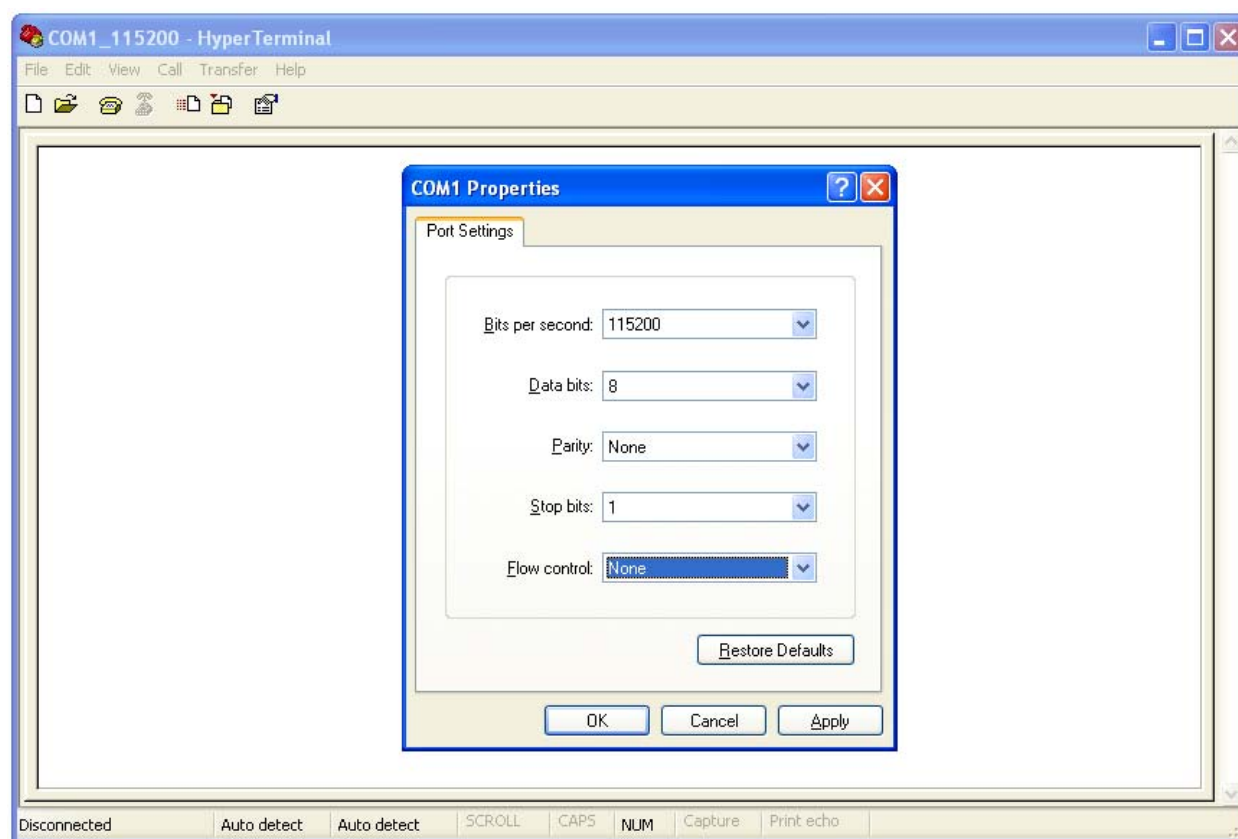 COM1_115200 - HyperTerminal
File Edit View Call Transfer Help
COM1 Properties
?
Port Settings
Bits per second: 115200
Data bits: 8
Parity: None
Stop bits: 1
Flow control: None
Restore Defaults
OK Cancel Apply
Disconnected Auto detect Auto detect SCROLL CAPS NUM Capture Print echo